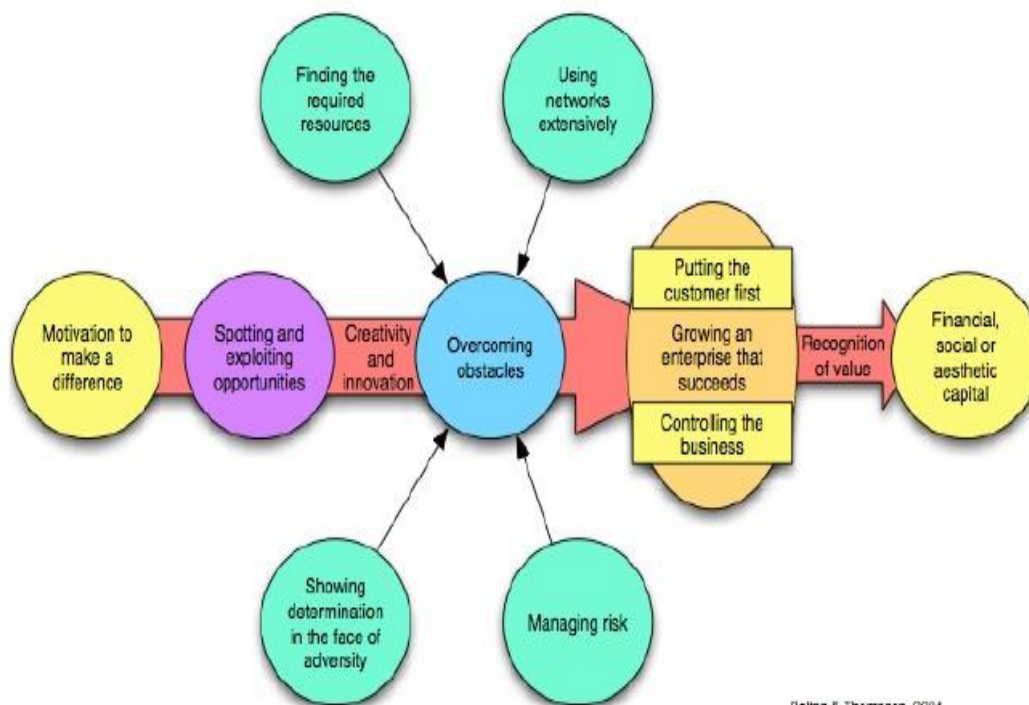 Finding the
required
resources
Using
networks
extensively
Motivation to
make a
difference
Spotting and
exploiting
opportunities
Creativity
and
innovation
Overcoming
obstacles
Putting the
customer first
Growing an
enterprise that
succeeds
Controlling the
business
Recognition
of value
Financial,
social or
aesthetic
capital
Showing
determination
in the face of
adversity
Managing risk